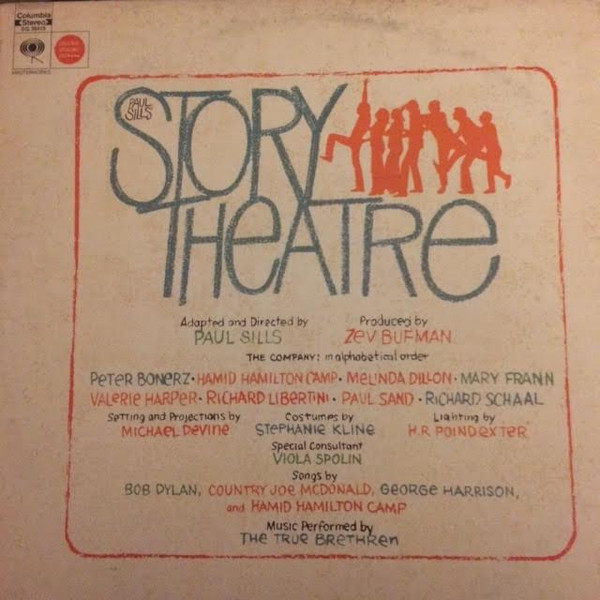 Columbia
Stereo
PAUL
SILLS
STORY
THEATRE
Adapted and Directed by
PAUL SILLS
Produced by
ZEV BUFMAN
THE COMPANY: in alphabetical order
PETER BONERZ • HAMID HAMILTON CAMP • MELINDA DILLON • MARY FRANN
VALERIE HARPER • RICHARD LIBERTINI • PAUL SAND • RICHARD SCHAAL
Setting and Projections by
MICHAEL DEVINE
Costumes by
STEPHANIE KLINE
Lighting by
H.R. POINDEXTER
Special Consultant
VIOLA SPOLIN
Songs by
BOB DYLAN, COUNTRY JOE MCDONALD, GEORGE HARRISON,
and HAMID HAMILTON CAMP
Music Performed by
THE TRUE BRETHREN